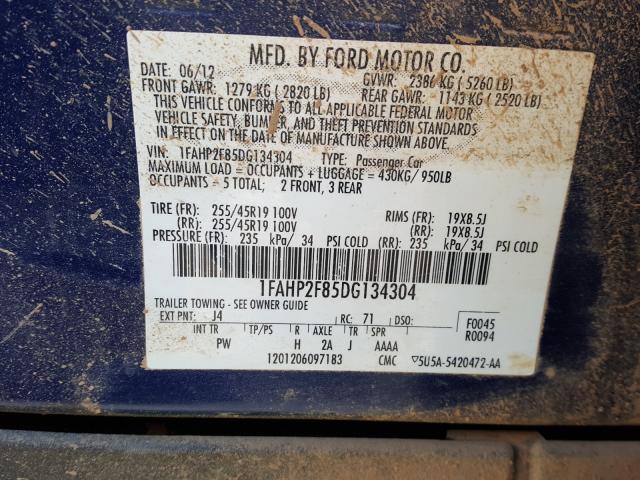 MFD. BY FORD MOTOR CO.
DATE: 06/12 GVWR: 2386 KG ( 5260 LB)
FRONT GAWR: 1279 KG ( 2820 LB) REAR GAWR: 1143 KG ( 2520 LB)
THIS VEHICLE CONFORMS TO ALL APPLICABLE FEDERAL MOTOR
VEHICLE SAFETY, BUMPER, AND THEFT PREVENTION STANDARDS
IN EFFECT ON THE DATE OF MANUFACTURE SHOWN ABOVE.
VIN: 1FAHP2F85DG134304 TYPE: Passenger Car
MAXIMUM LOAD = OCCUPANTS + LUGGAGE = 430KG/ 950LB
OCCUPANTS = 5 TOTAL; 2 FRONT, 3 REAR
TIRE (FR): 255/45R19 100V RIMS (FR): 19X8.5J
(RR): 255/45R19 100V (RR): 19X8.5J
PRESSURE (FR): 235 kPa/ 34 PSI COLD (RR): 235 kPa/ 34 PSI COLD
1FAHP2F85DG134304
TRAILER TOWING - SEE OWNER GUIDE
EXT PNT: J4 RC: 71 DSO: F0045
INT TR TP/PS R AXLE TR SPR R0094
PW H 2A J AAAA
1201206097183 CMC ▽5U5A-5420472-AA